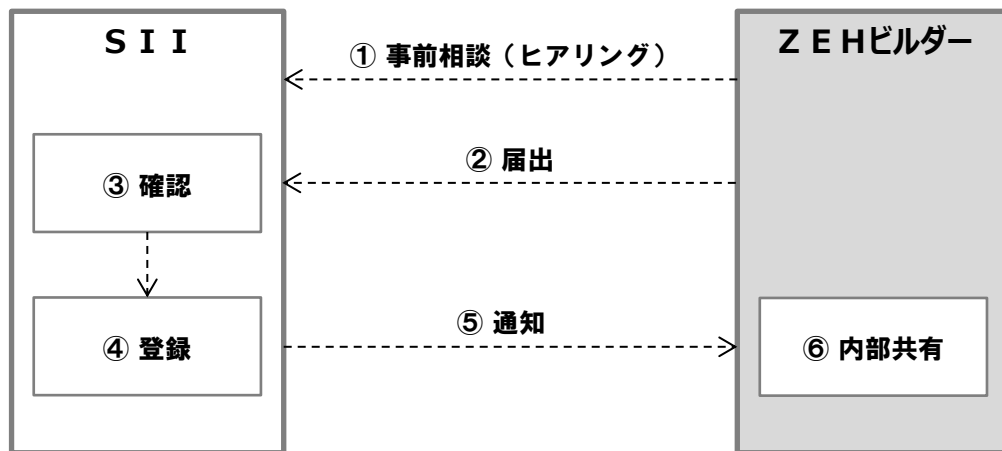 ＳＩＩ
ＺＥＨビルダー
① 事前相談（ヒアリング）
② 届出
③ 確認
④ 登録
⑤ 通知
⑥ 内部共有